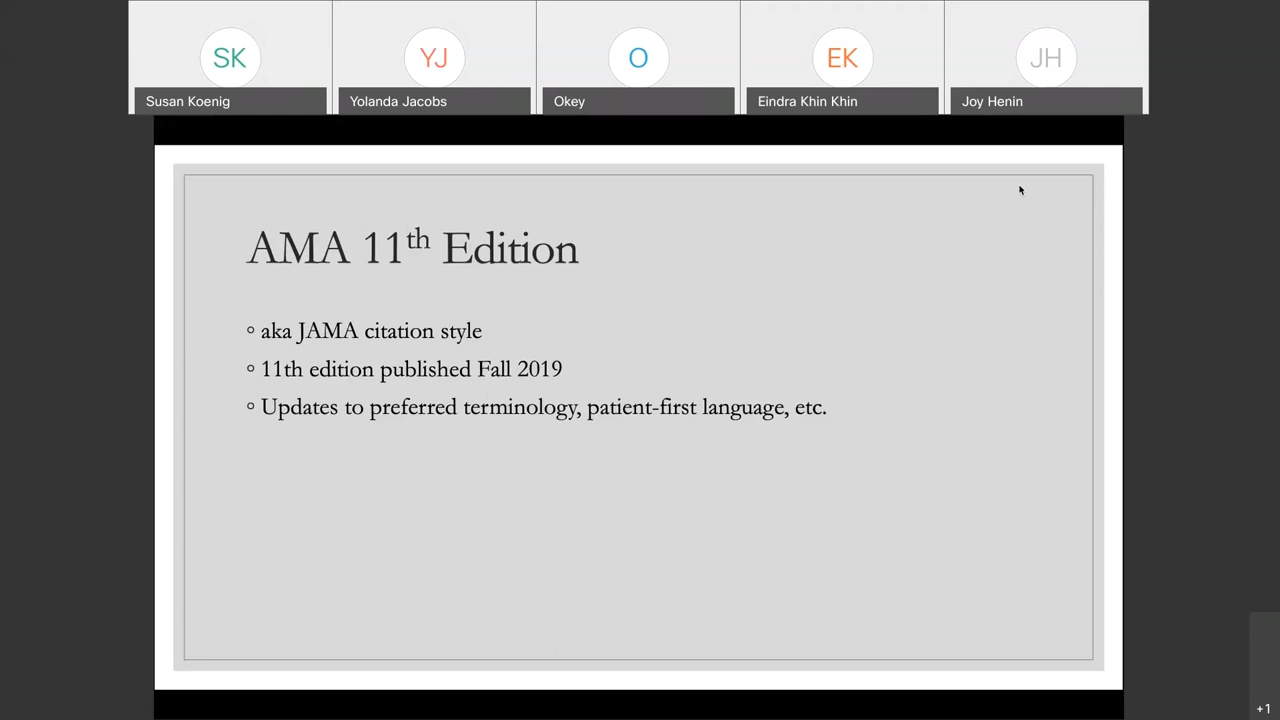 SK
YJ
O
EK
JH
Susan Koenig
Yolanda Jacobs
Okey
Eindra Khin Khin
Joy Henin
AMA 11th Edition
aka JAMA citation style
11th edition published Fall 2019
Updates to preferred terminology, patient-first language, etc.
+1